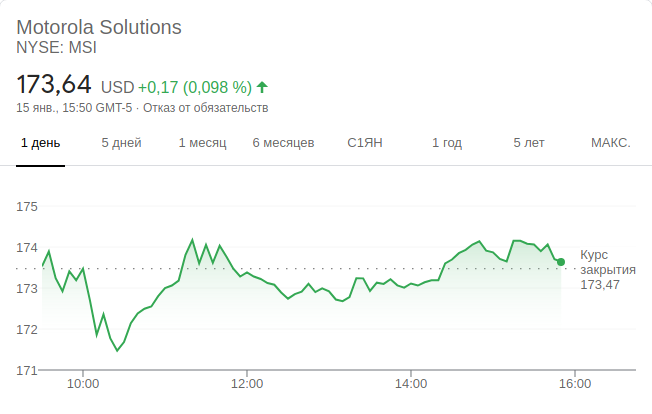 Motorola Solutions
NYSE: MSI
173,64 USD +0,17 (0,098 %)
15 янв., 15:50 GMT-5 · Отказ от обязательств
1 день 5 дней 1 месяц 6 месяцев С1ЯН 1 год 5 лет МАКС.
175
174
173
172
171
Курс
закрытия
173,47
10:00 12:00 14:00 16:00